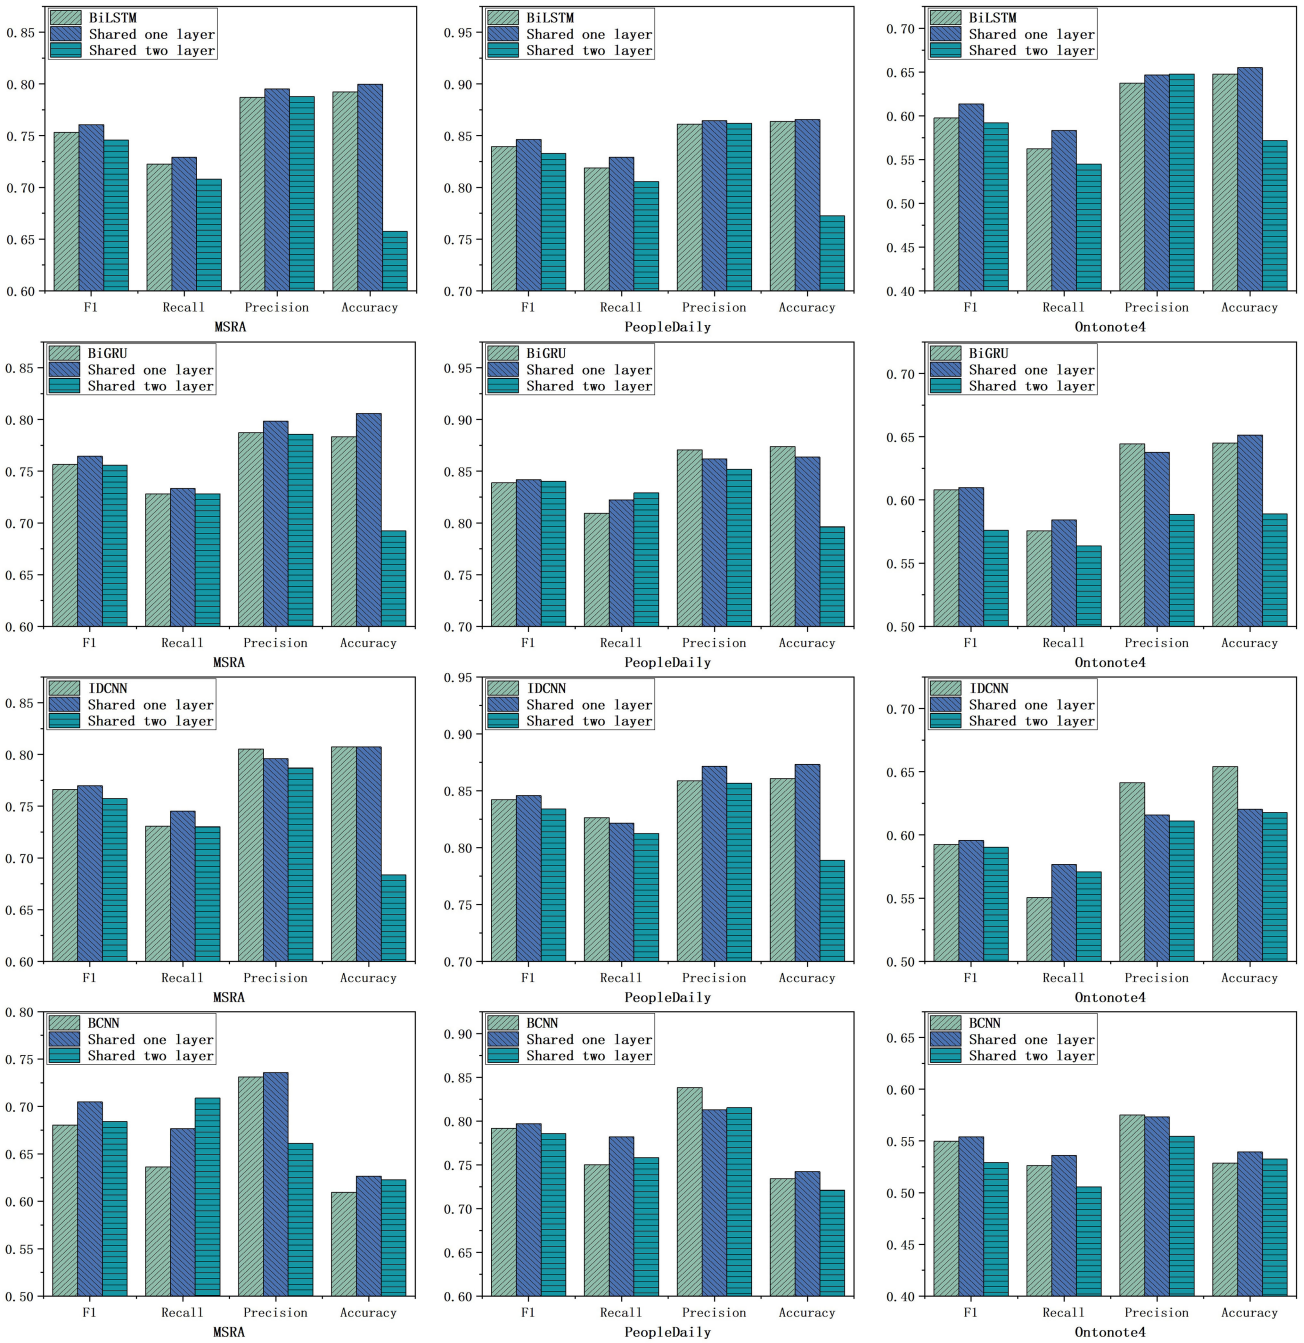 BiLSTM
Shared one layer
Shared two layer
0.85
0.80
0.75
0.70
0.65
0.60
F1 Recall Precision Accuracy
MSRA
BiLSTM
Shared one layer
Shared two layer
0.95
0.90
0.85
0.80
0.75
0.70
F1 Recall Precision Accuracy
PeopleDaily
BiLSTM
Shared one layer
Shared two layer
0.70
0.65
0.60
0.55
0.50
0.45
0.40
F1 Recall Precision Accuracy
Ontonote4
BiGRU
Shared one layer
Shared two layer
0.85
0.80
0.75
0.70
0.65
0.60
F1 Recall Precision Accuracy
MSRA
BiGRU
Shared one layer
Shared two layer
0.95
0.90
0.85
0.80
0.75
0.70
F1 Recall Precision Accuracy
PeopleDaily
BiGRU
Shared one layer
Shared two layer
0.70
0.65
0.60
0.55
0.50
F1 Recall Precision Accuracy
Ontonote4
IDCNN
Shared one layer
Shared two layer
0.85
0.80
0.75
0.70
0.65
0.60
F1 Recall Precision Accuracy
MSRA
IDCNN
Shared one layer
Shared two layer
0.95
0.90
0.85
0.80
0.75
0.70
F1 Recall Precision Accuracy
PeopleDaily
IDCNN
Shared one layer
Shared two layer
0.70
0.65
0.60
0.55
0.50
F1 Recall Precision Accuracy
Ontonote4
BCNN
Shared one layer
Shared two layer
0.80
0.75
0.70
0.65
0.60
0.55
0.50
F1 Recall Precision Accuracy
MSRA
BCNN
Shared one layer
Shared two layer
0.90
0.85
0.80
0.75
0.70
0.65
0.60
F1 Recall Precision Accuracy
PeopleDaily
BCNN
Shared one layer
Shared two layer
0.65
0.60
0.55
0.50
0.45
0.40
F1 Recall Precision Accuracy
Ontonote4